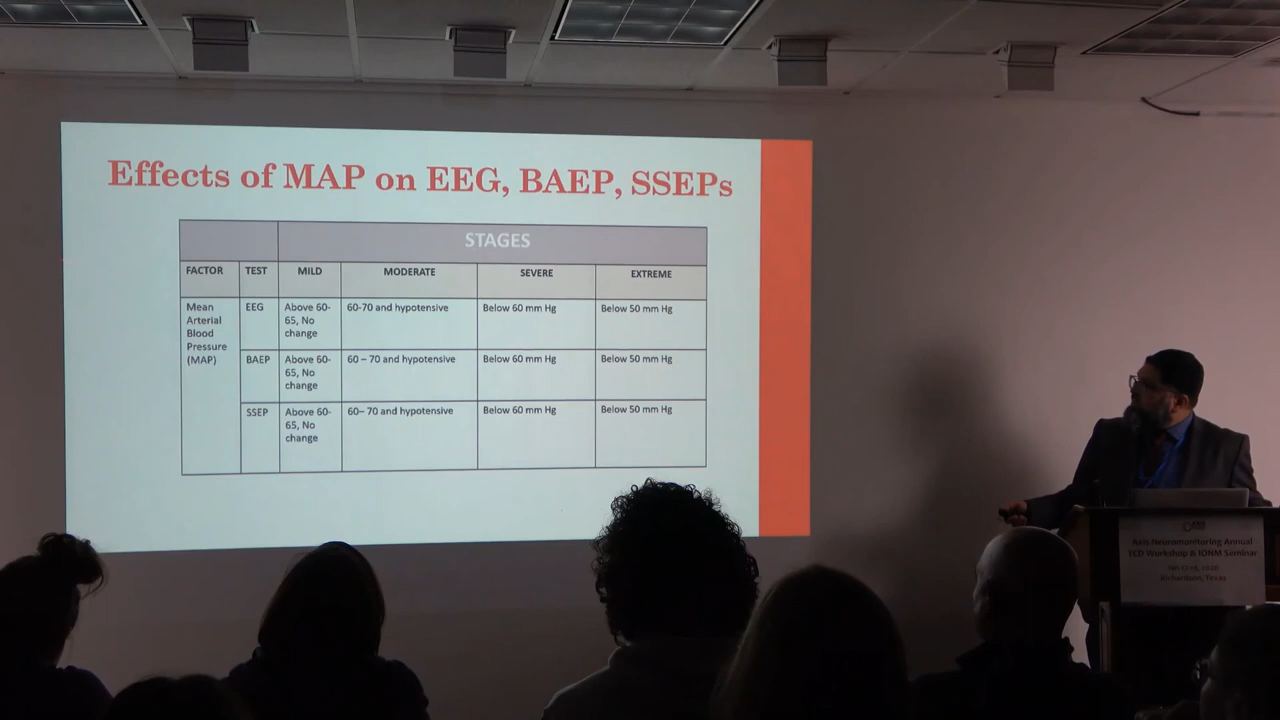 Effects of MAP on EEG, BAEP, SSEPs
STAGES
FACTOR TEST MILD MODERATE SEVERE EXTREME
Mean
Arterial
Blood
Pressure
(MAP)
EEG
Above 60-
65, No
change
60-70 and hypotensive
Below 60 mm Hg
Below 50 mm Hg
BAEP
Above 60-
65, No
change
60 – 70 and hypotensive
Below 60 mm Hg
Below 50 mm Hg
SSEP
Above 60-
65, No
change
60– 70 and hypotensive
Below 60 mm Hg
Below 50 mm Hg
Axis Neuromonitoring Annual
ECD Workshop & IONM Seminar
Richardson, Texas